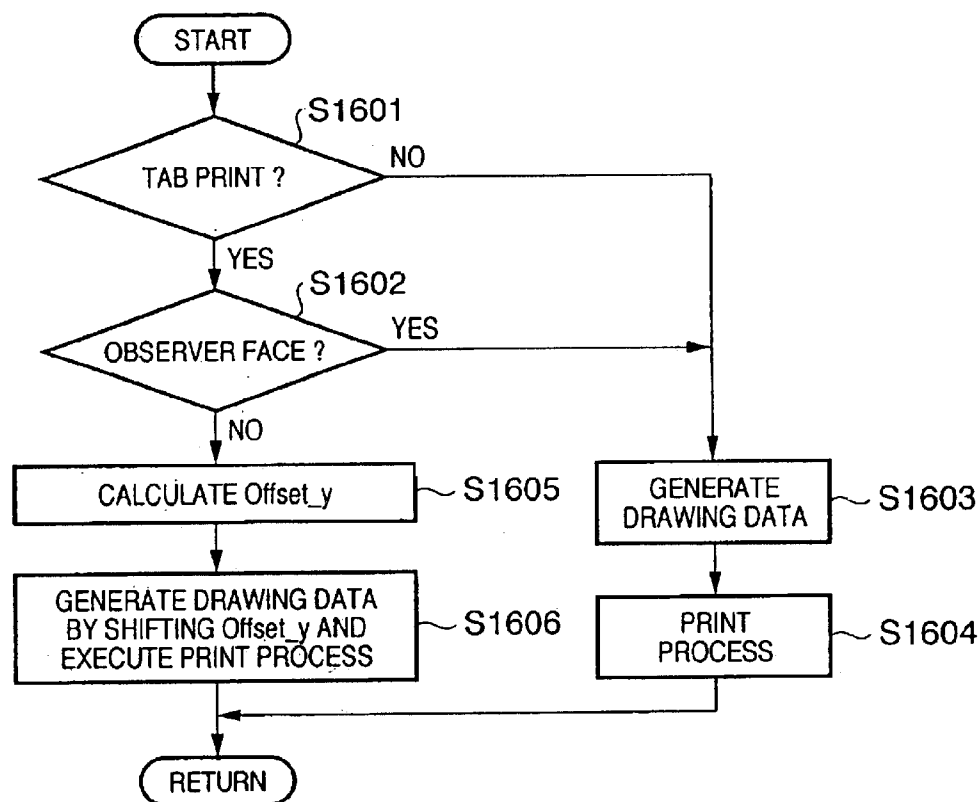 START
S1601
TAB PRINT ?
NO
YES
S1602
OBSERVER FACE ?
YES
NO
CALCULATE Offset_y
S1605
GENERATE
DRAWING DATA
S1603
GENERATE DRAWING DATA
BY SHIFTING Offset_y AND
EXECUTE PRINT PROCESS
S1606
PRINT
PROCESS
S1604
RETURN